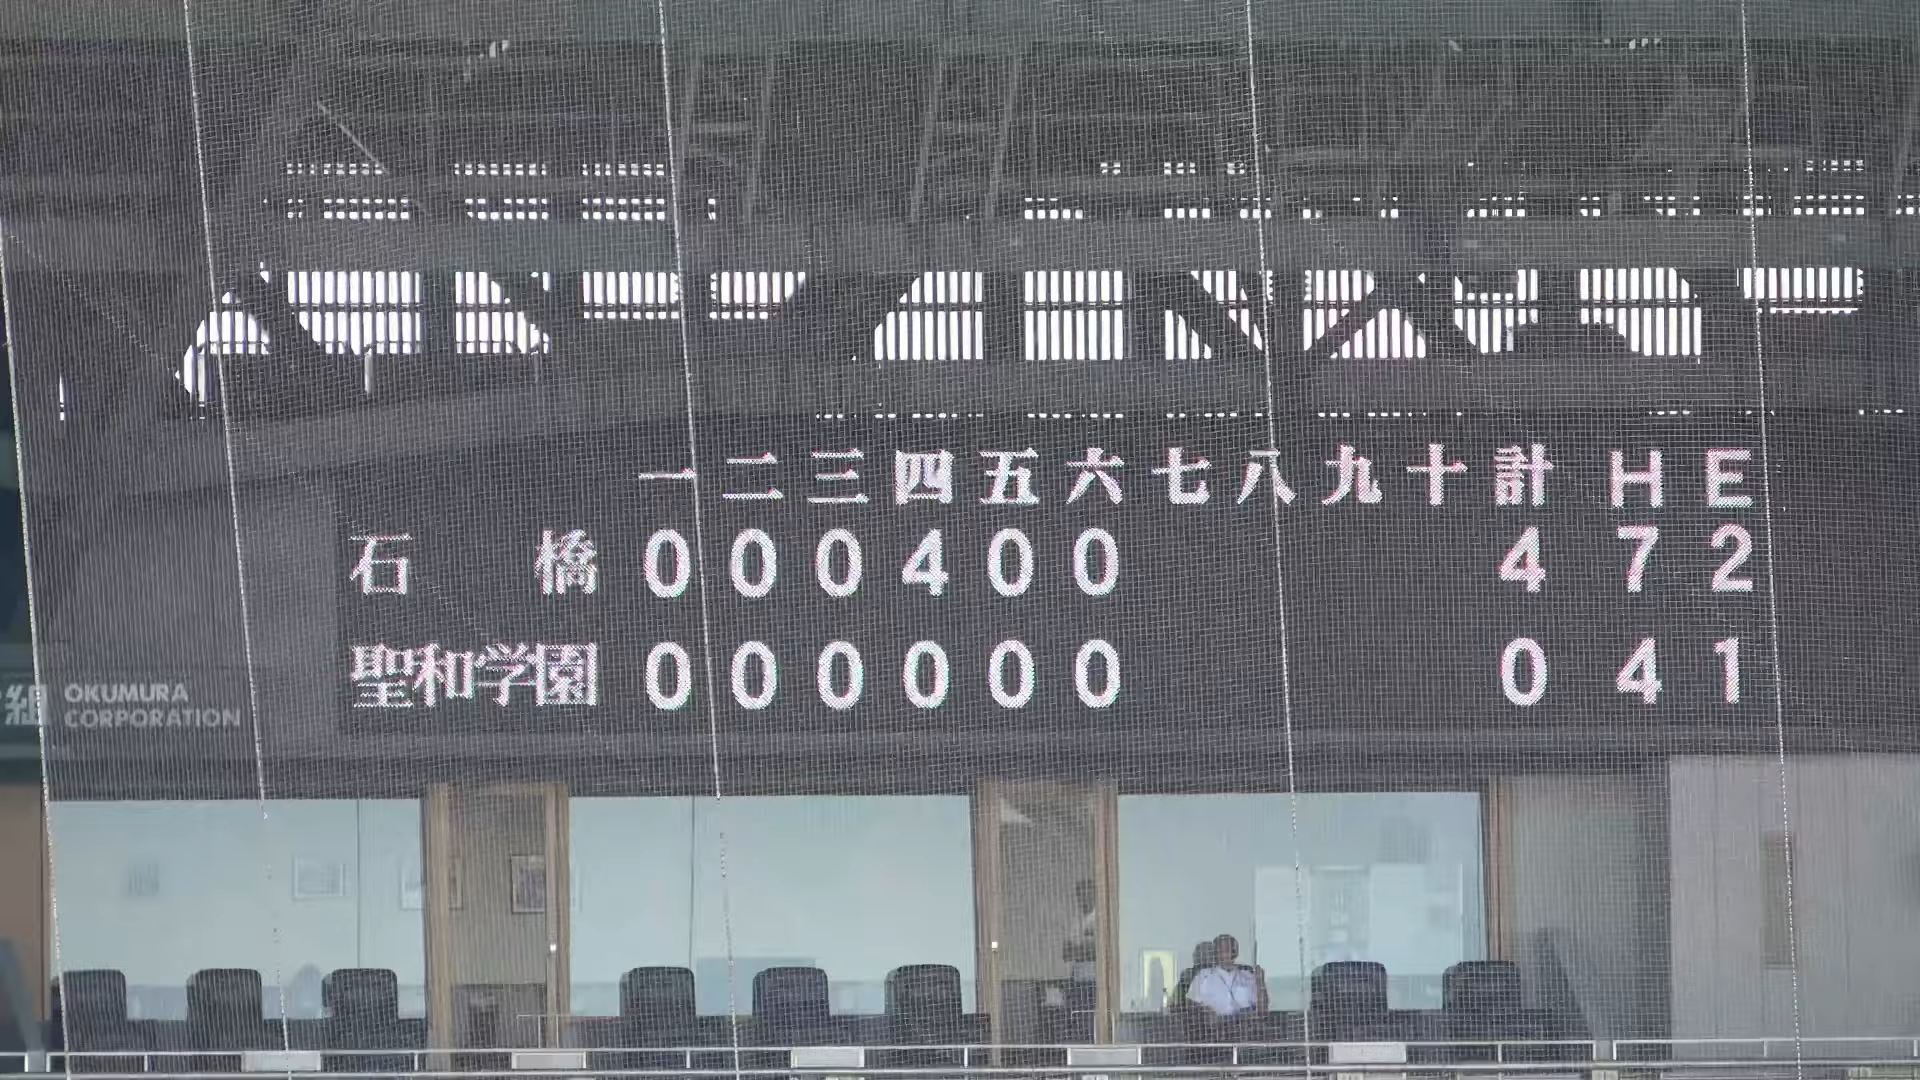 一 二 三 四 五 六 七 八 九 十 計 H E
石橋 0 0 0 4 0 0 4 7 2
聖和学園 0 0 0 0 0 0 0 4 1
組 OKUMURA
CORPORATION